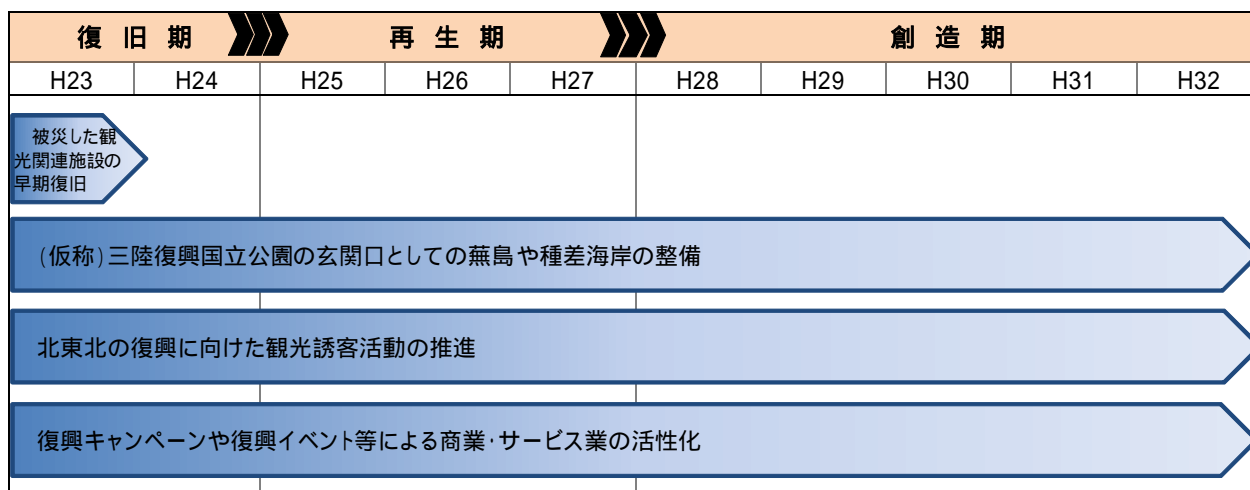 復 旧 期 再 生 期 創 造 期
H23 H24 H25 H26 H27 H28 H29 H30 H31 H32
被災した観
光関連施設の
早期復旧
(仮称)三陸復興国立公園の玄関口としての蕪島や種差海岸の整備
北東北の復興に向けた観光誘客活動の推進
復興キャンペーンや復興イベント等による商業・サービス業の活性化